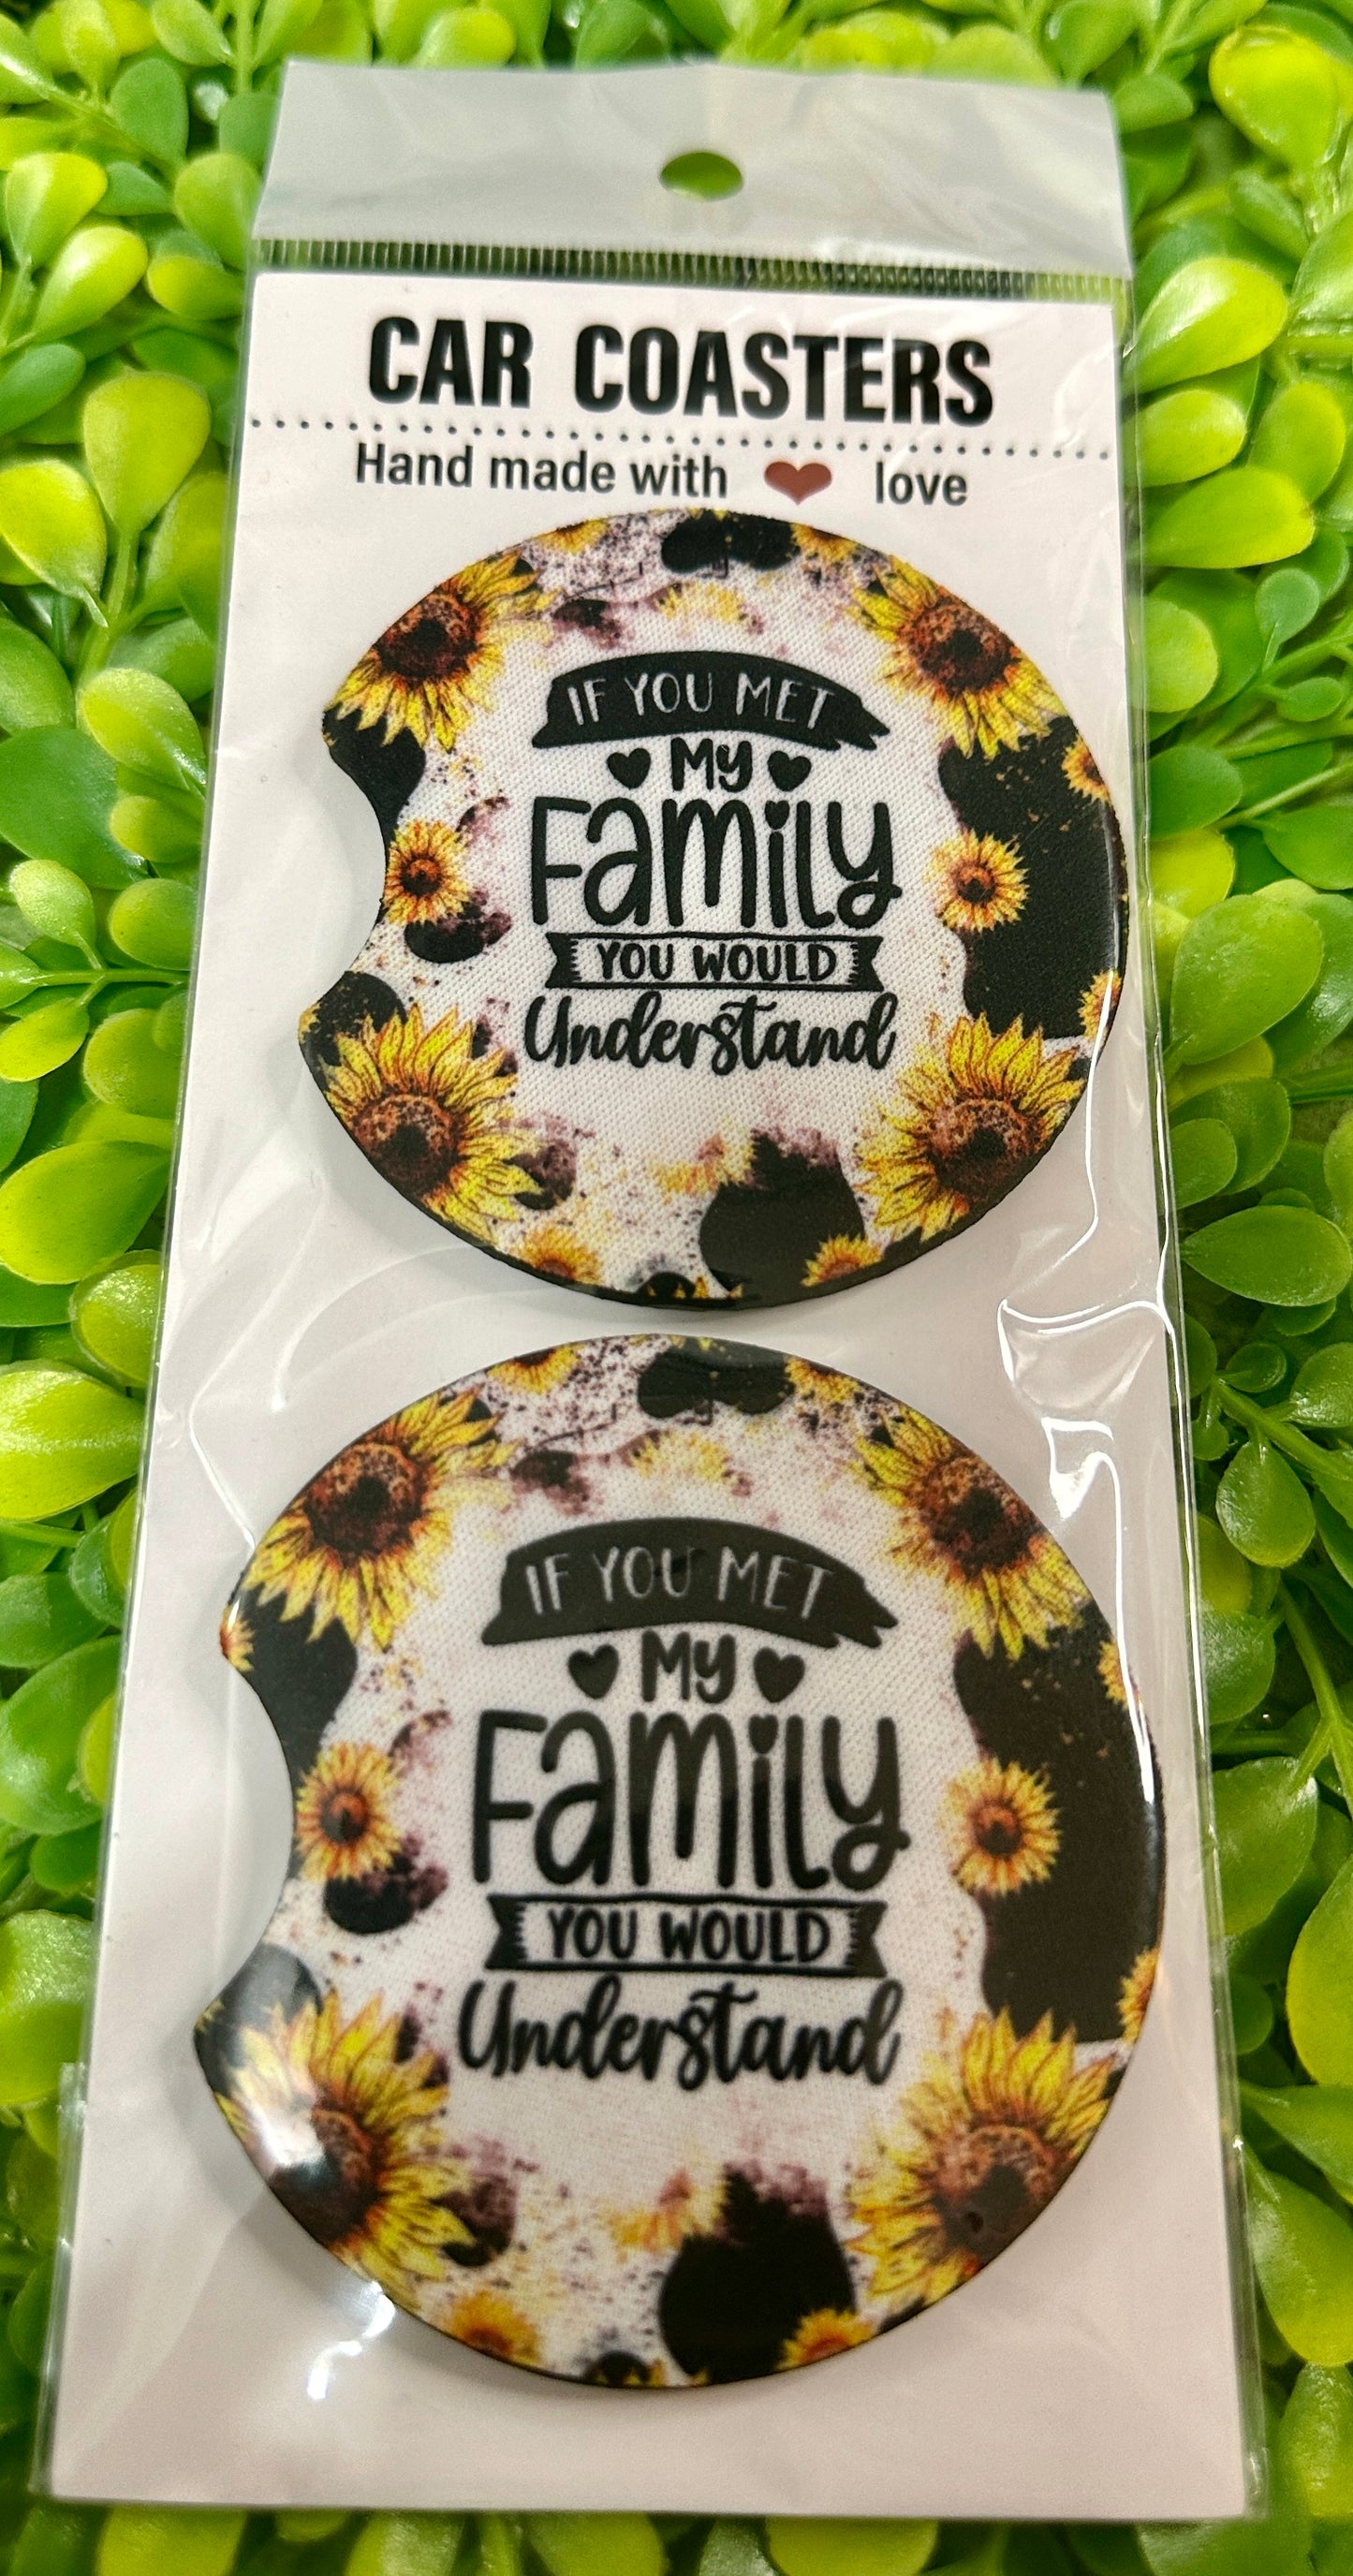 CAR COASTERS
Hand made with love
IF YOU MET
My
Family
YOU WOULD
Understand
IF YOU MET
My
Family
YOU WOULD
Understand